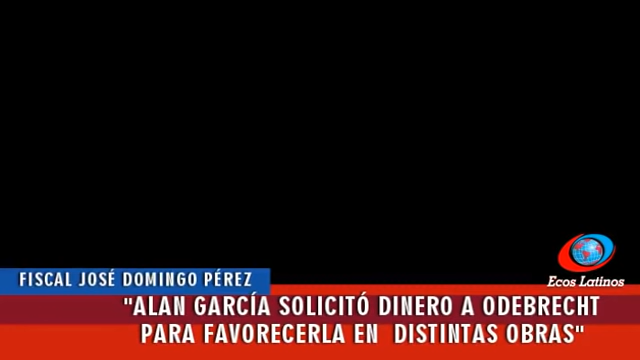 Ecos Latinos
FISCAL JOSÉ DOMINGO PÉREZ
"ALAN GARCÍA SOLICITÓ DINERO A ODEBRECHT
PARA FAVORECERLA EN DISTINTAS OBRAS"